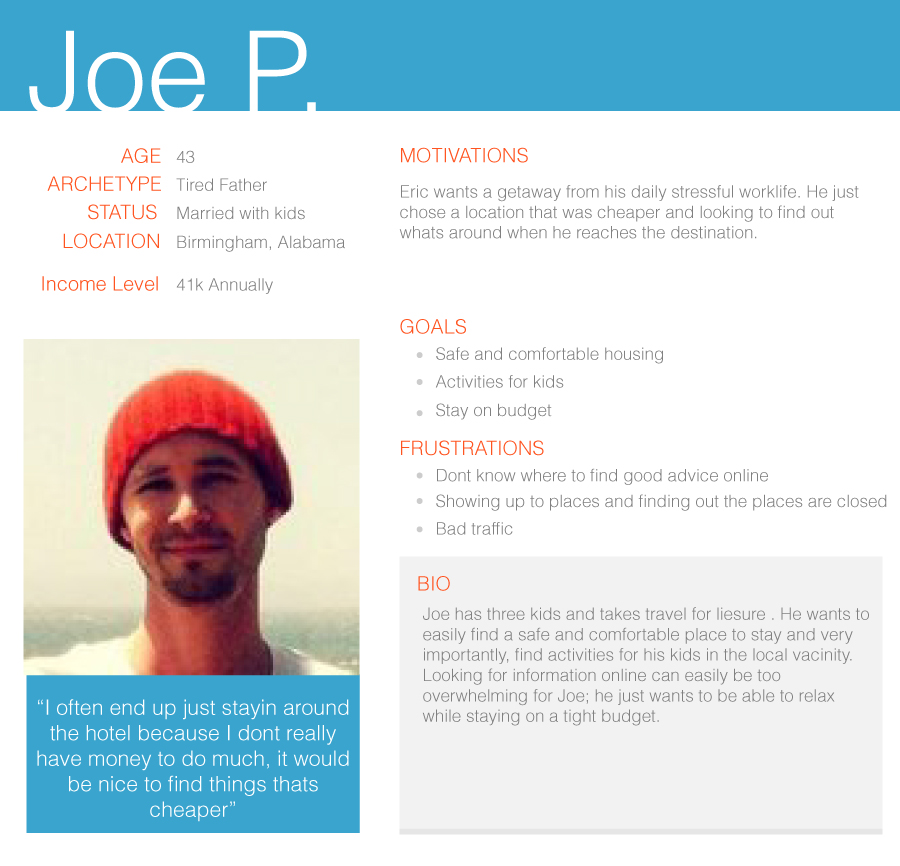 Joe P.
AGE 43
ARCHETYPE Tired Father
STATUS Married with kids
LOCATION Birmingham, Alabama
Income Level 41k Annually
“I often end up just stayin around
the hotel because I dont really
have money to do much, it would
be nice to find things thats
cheaper”
MOTIVATIONS
Eric wants a getaway from his daily stressful worklife. He just
chose a location that was cheaper and looking to find out
whats around when he reaches the destination.
GOALS
• Safe and comfortable housing
• Activities for kids
• Stay on budget
FRUSTRATIONS
• Dont know where to find good advice online
• Showing up to places and finding out the places are closed
• Bad traffic
BIO
Joe has three kids and takes travel for liesure . He wants to
easily find a safe and comfortable place to stay and very
importantly, find activities for his kids in the local vacinity.
Looking for information online can easily be too
overwhelming for Joe; he just wants to be able to relax
while staying on a tight budget.